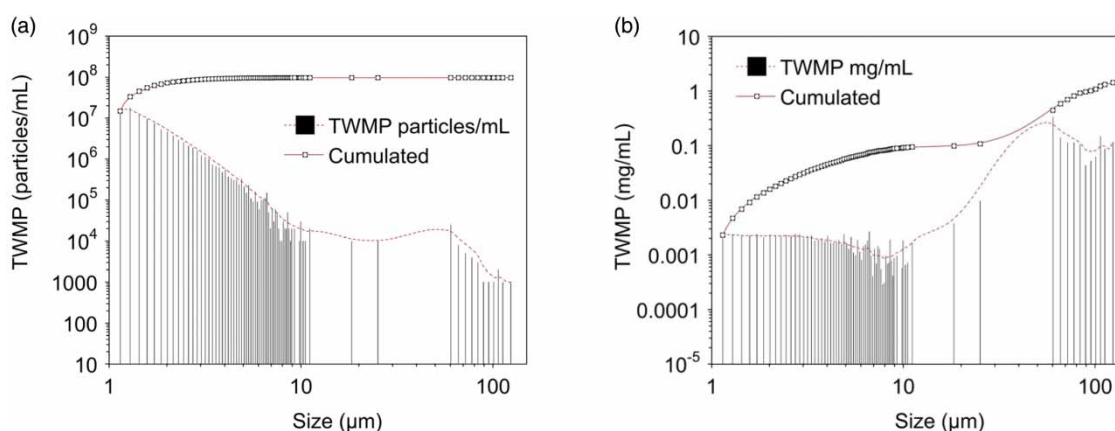 (a)
10⁹
10⁸
10⁷
10⁶
10⁵
10⁴
1000
100
10
TWMP (particles/mL)
TWMP particles/mL
Cumulated
1
10
100
Size (µm)
(b)
10
1
0.1
0.01
0.001
0.0001
10⁻⁵
TWMP (mg/mL)
TWMP mg/mL
Cumulated
1
10
100
Size (µm)